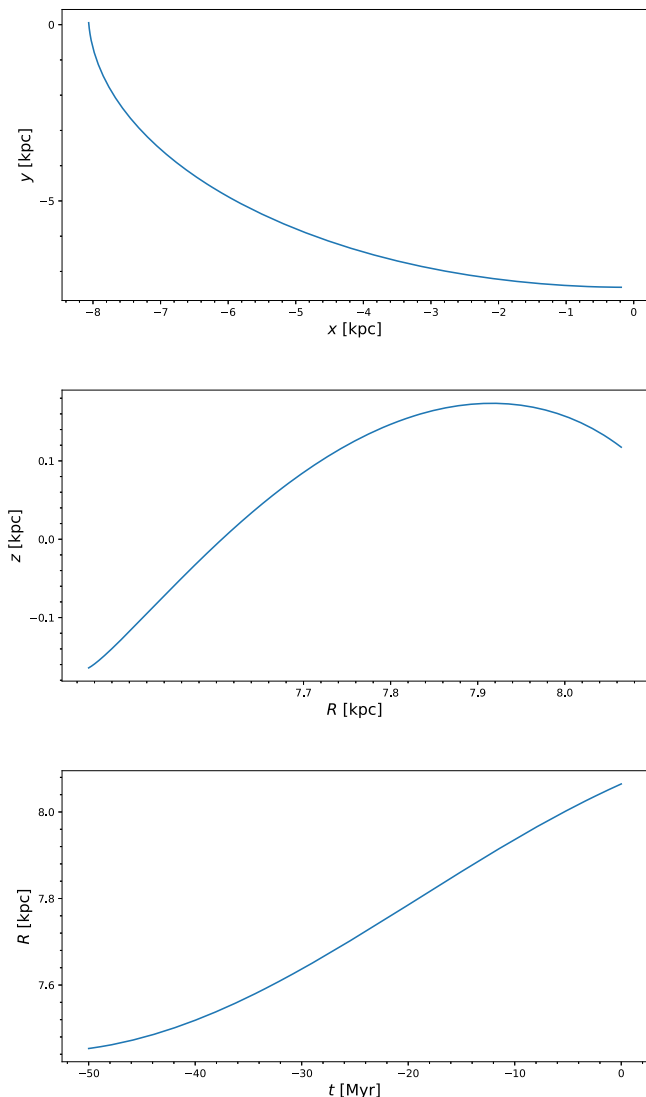 0
y [kpc]
−5
−8 −7 −6 −5 −4 −3 −2 −1 0
x [kpc]
0.1
z [kpc]
0.0
−0.1
7.7 7.8 7.9 8.0
R [kpc]
8.0
R [kpc]
7.8
7.6
−50 −40 −30 −20 −10 0
t [Myr]